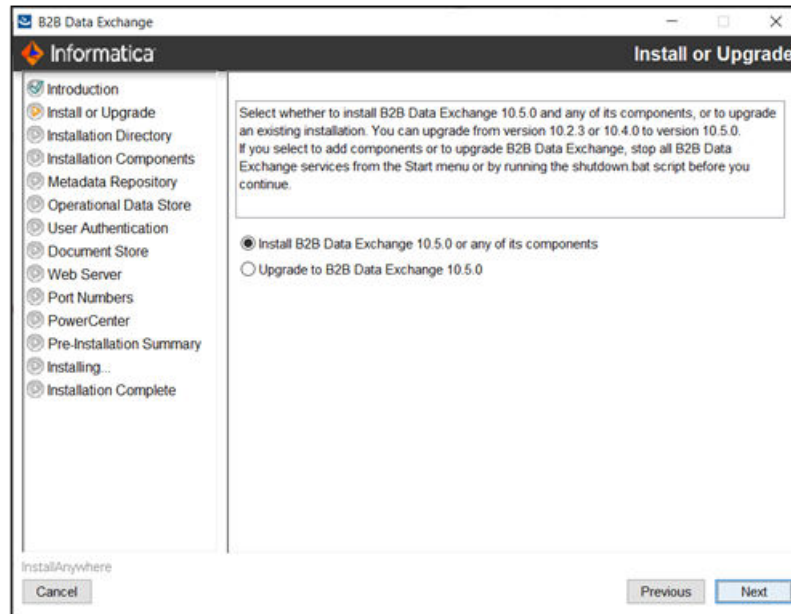 B2B Data Exchange
Informatica
Install or Upgrade
Introduction
Install or Upgrade
Installation Directory
Installation Components
Metadata Repository
Operational Data Store
User Authentication
Document Store
Web Server
Port Numbers
PowerCenter
Pre-Installation Summary
Installing...
Installation Complete
Select whether to install B2B Data Exchange 10.5.0 and any of its components, or to upgrade
an existing installation. You can upgrade from version 10.2.3 or 10.4.0 to version 10.5.0.
If you select to add components or to upgrade B2B Data Exchange, stop all B2B Data
Exchange services from the Start menu or by running the shutdown.bat script before you
continue.
Install B2B Data Exchange 10.5.0 or any of its components
Upgrade to B2B Data Exchange 10.5.0
InstallAnywhere
Cancel
Previous
Next